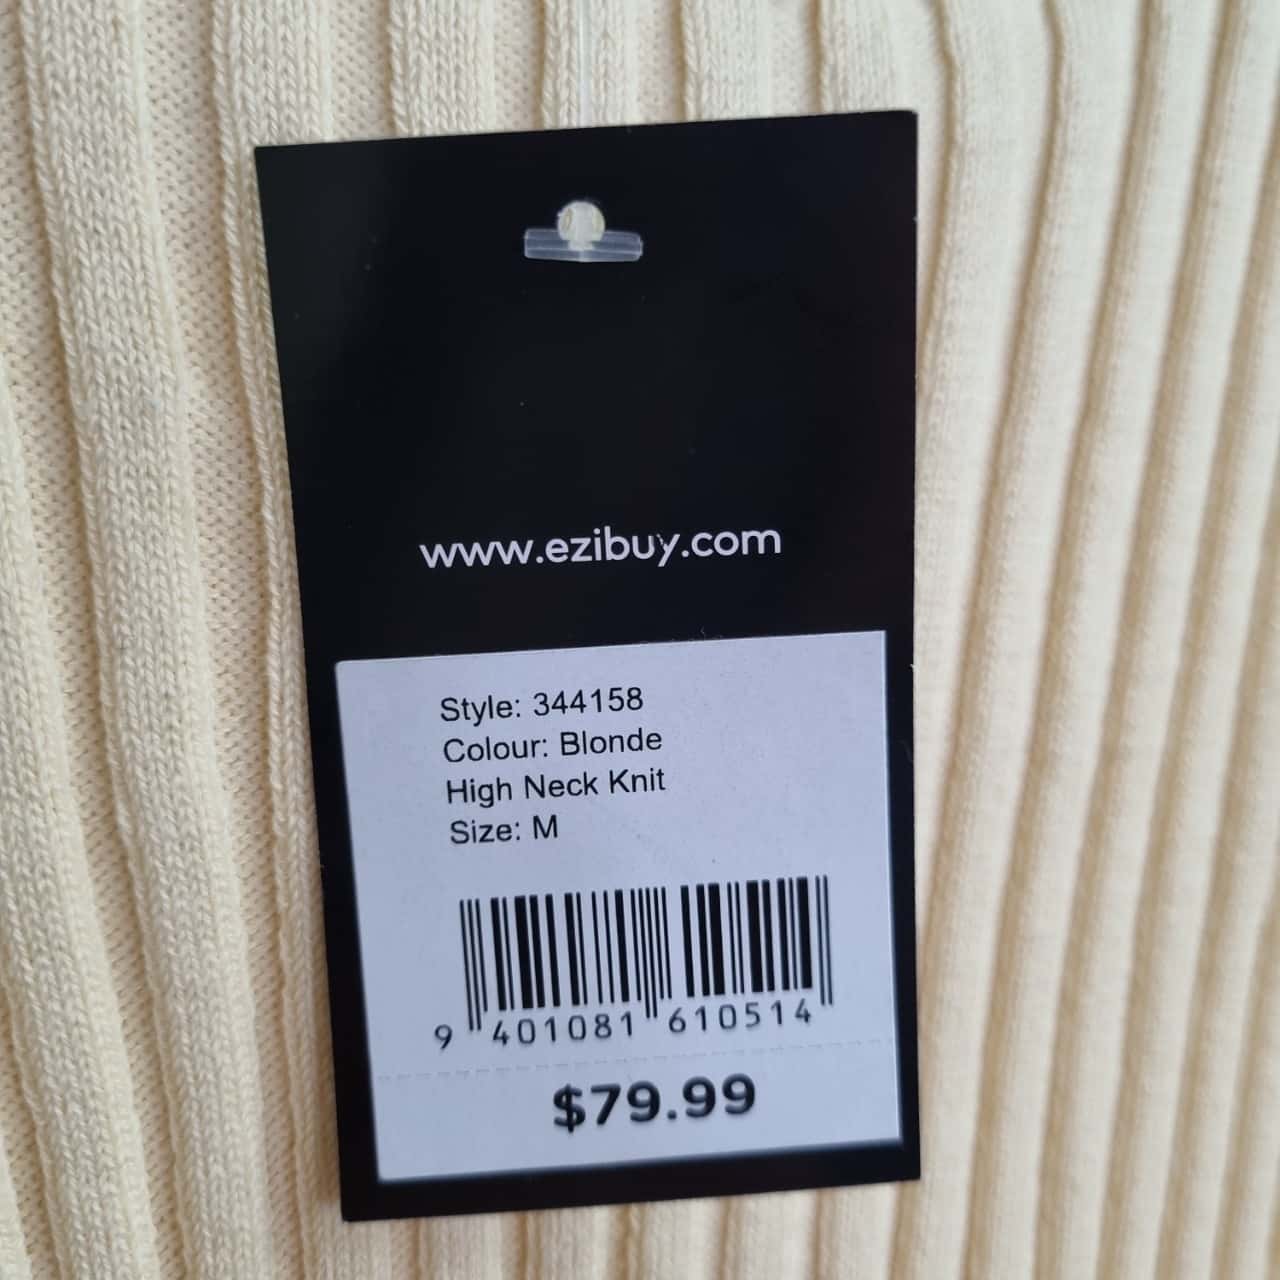 www.ezibuy.com
Style: 344158
Colour: Blonde
High Neck Knit
Size: M
9 401081 610514
$79.99